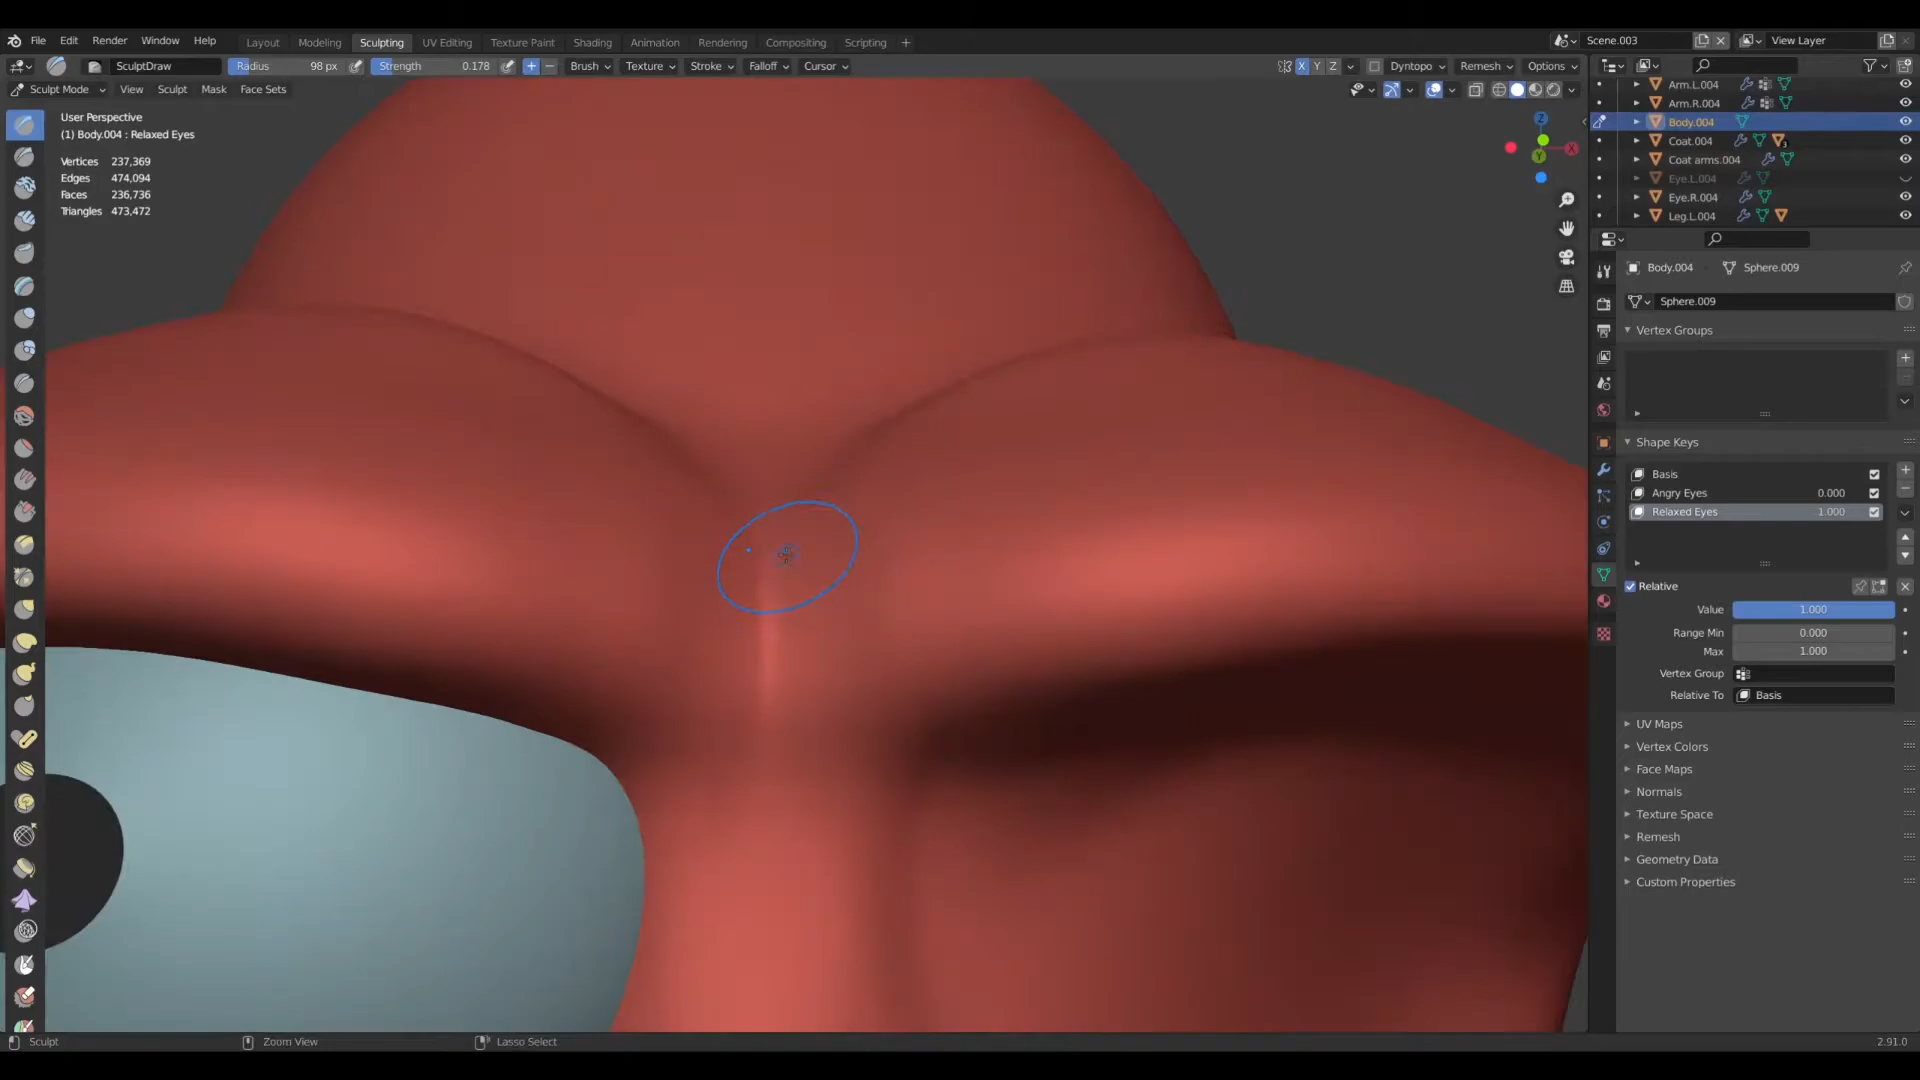 File Edit Render Window Help Layout Modeling Sculpting UV Editing Texture Paint Shading Animation Rendering Compositing Scripting + Scene.003 View Layer
SculptDraw Radius 98 px Strength 0.178 + − Brush Texture Stroke Falloff Cursor X Y Z Dyntopo Remesh Options
Sculpt Mode View Sculpt Mask Face Sets
User Perspective
(1) Body.004 : Relaxed Eyes
Vertices 237,369
Edges 474,094
Faces 236,736
Triangles 473,472
Z
X
Y
Arm.L.004
Arm.R.004
Body.004
Coat.004
Coat arms.004
Eye.L.004
Eye.R.004
Leg.L.004
Body.004 Sphere.009
Sphere.009
Vertex Groups
Shape Keys
Basis
Angry Eyes 0.000
Relaxed Eyes 1.000
Relative
Value 1.000
Range Min 0.000
Max 1.000
Vertex Group
Relative To Basis
UV Maps
Vertex Colors
Face Maps
Normals
Texture Space
Remesh
Geometry Data
Custom Properties
Sculpt Zoom View Lasso Select 2.91.0